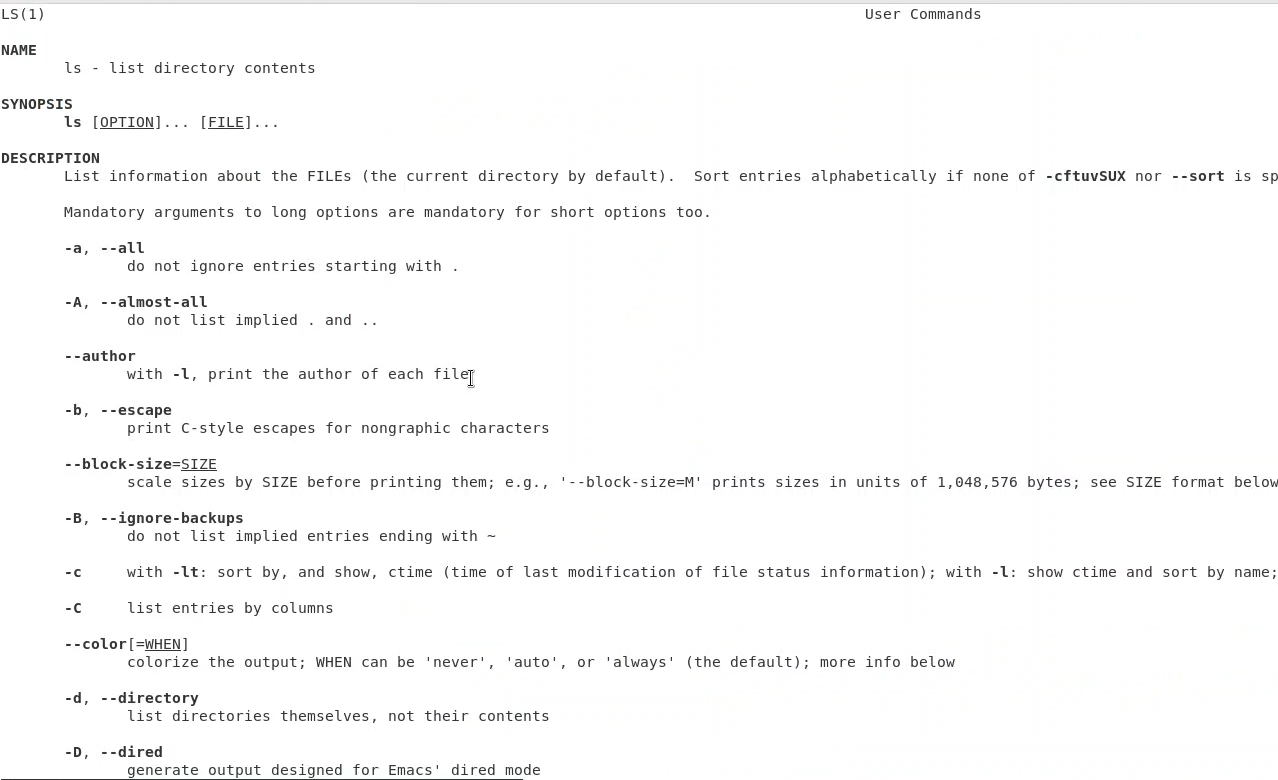 LS(1) User Commands
NAME
ls - list directory contents
SYNOPSIS
ls [OPTION]... [FILE]...
DESCRIPTION
List information about the FILEs (the current directory by default).  Sort entries alphabetically if none of -cftuvSUX nor --sort is sp
Mandatory arguments to long options are mandatory for short options too.
-a, --all
do not ignore entries starting with .
-A, --almost-all
do not list implied . and ..
--author
with -l, print the author of each file
-b, --escape
print C-style escapes for nongraphic characters
--block-size=SIZE
scale sizes by SIZE before printing them; e.g., '--block-size=M' prints sizes in units of 1,048,576 bytes; see SIZE format below
-B, --ignore-backups
do not list implied entries ending with ~
-c with -lt: sort by, and show, ctime (time of last modification of file status information); with -l: show ctime and sort by name;
-C list entries by columns
--color[=WHEN]
colorize the output; WHEN can be 'never', 'auto', or 'always' (the default); more info below
-d, --directory
list directories themselves, not their contents
-D, --dired
generate output designed for Emacs' dired mode